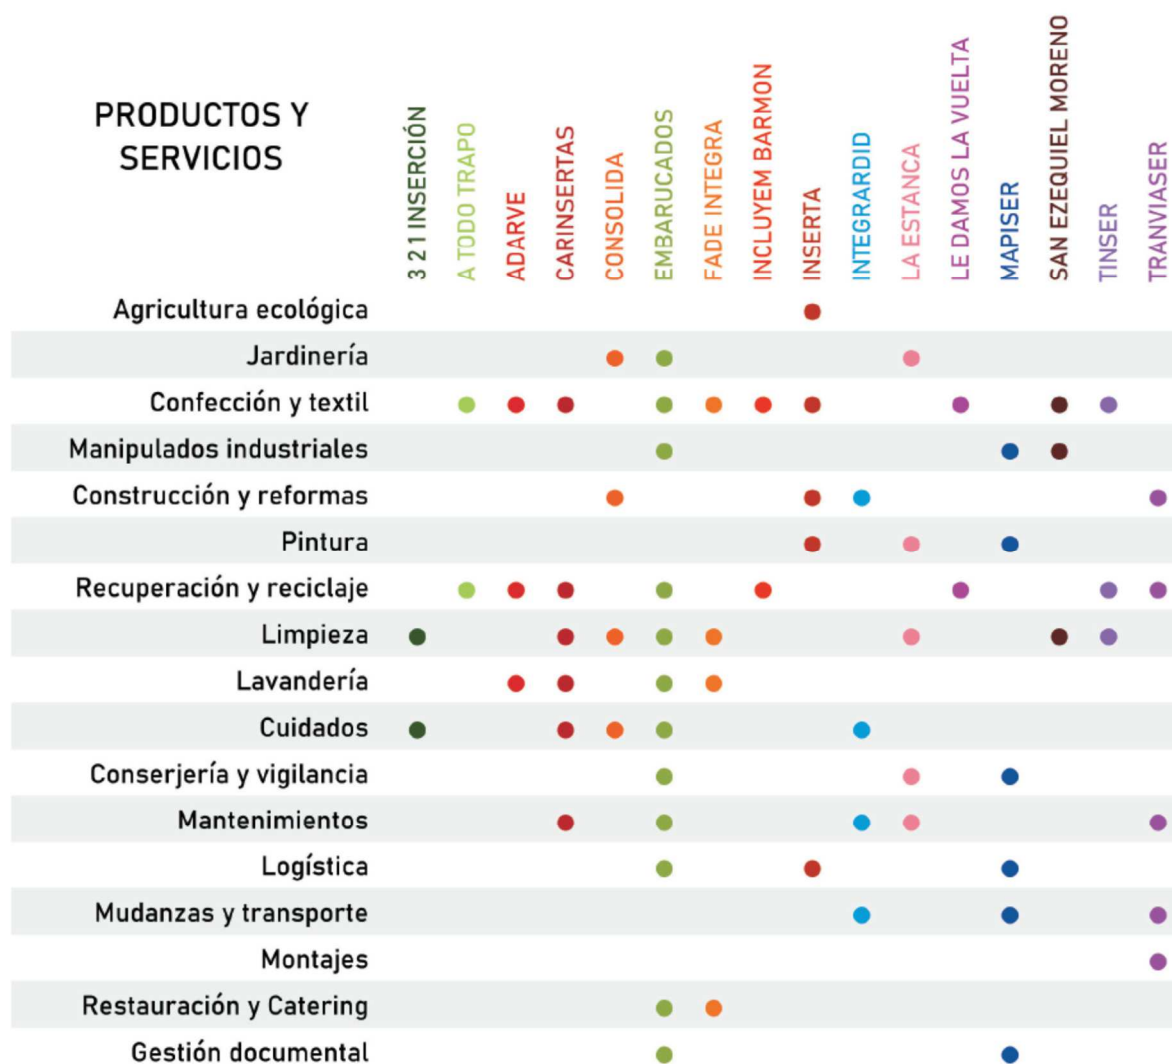 PRODUCTOS Y
SERVICIOS
3 2 1 INSERCIÓN
A TODO TRAPO
ADARVE
CARINSERTAS
CONSOLIDA
EMBARUCADOS
FADE INTEGRA
INCLUYEM BARMON
INSERTA
INTEGRARDID
LA ESTANCA
LE DAMOS LA VUELTA
MAPISER
SAN EZEQUIEL MORENO
TINSER
TRANVIASER
Agricultura ecológica
Jardinería
Confección y textil
Manipulados industriales
Construcción y reformas
Pintura
Recuperación y reciclaje
Limpieza
Lavandería
Cuidados
Conserjería y vigilancia
Mantenimientos
Logística
Mudanzas y transporte
Montajes
Restauración y Catering
Gestión documental